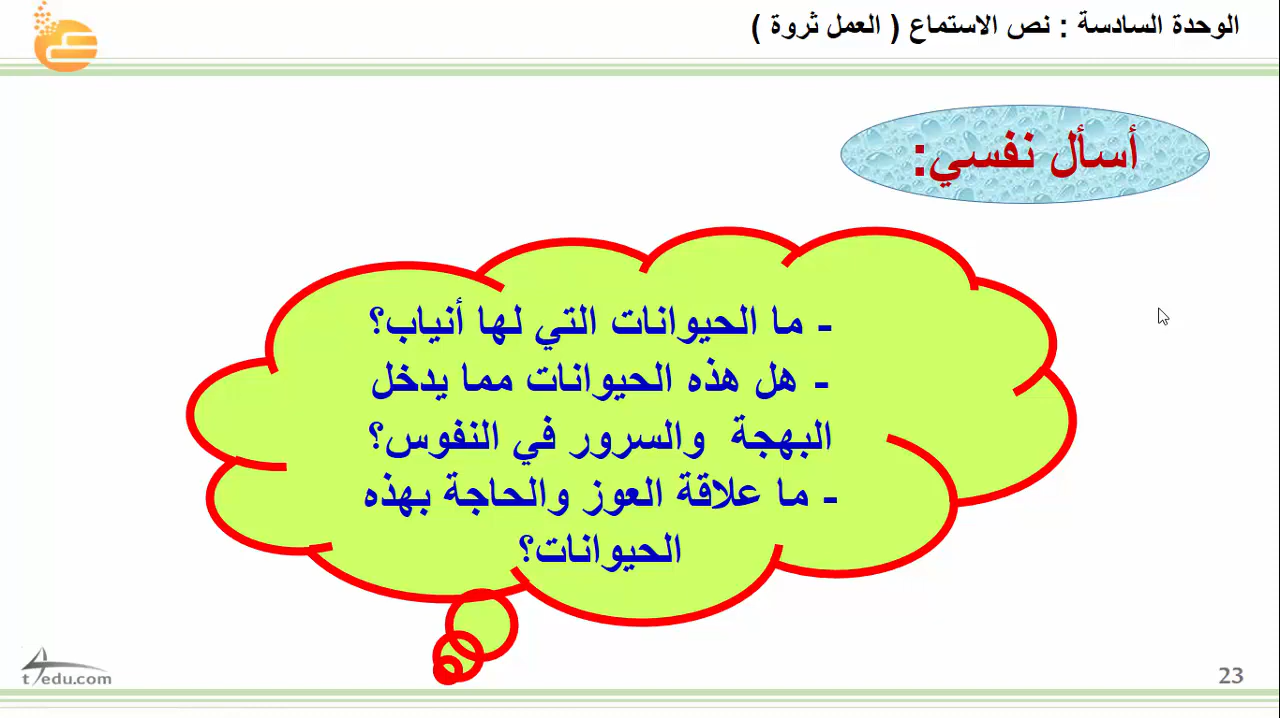 الوحدة السادسة : نص الاستماع ( العمل ثروة )
أسأل نفسي:
- ما الحيوانات التي لها أنياب؟
- هل هذه الحيوانات مما يدخل
البهجة والسرور في النفوس؟
- ما علاقة العوز والحاجة بهذه
الحيوانات؟
t4edu.com
23